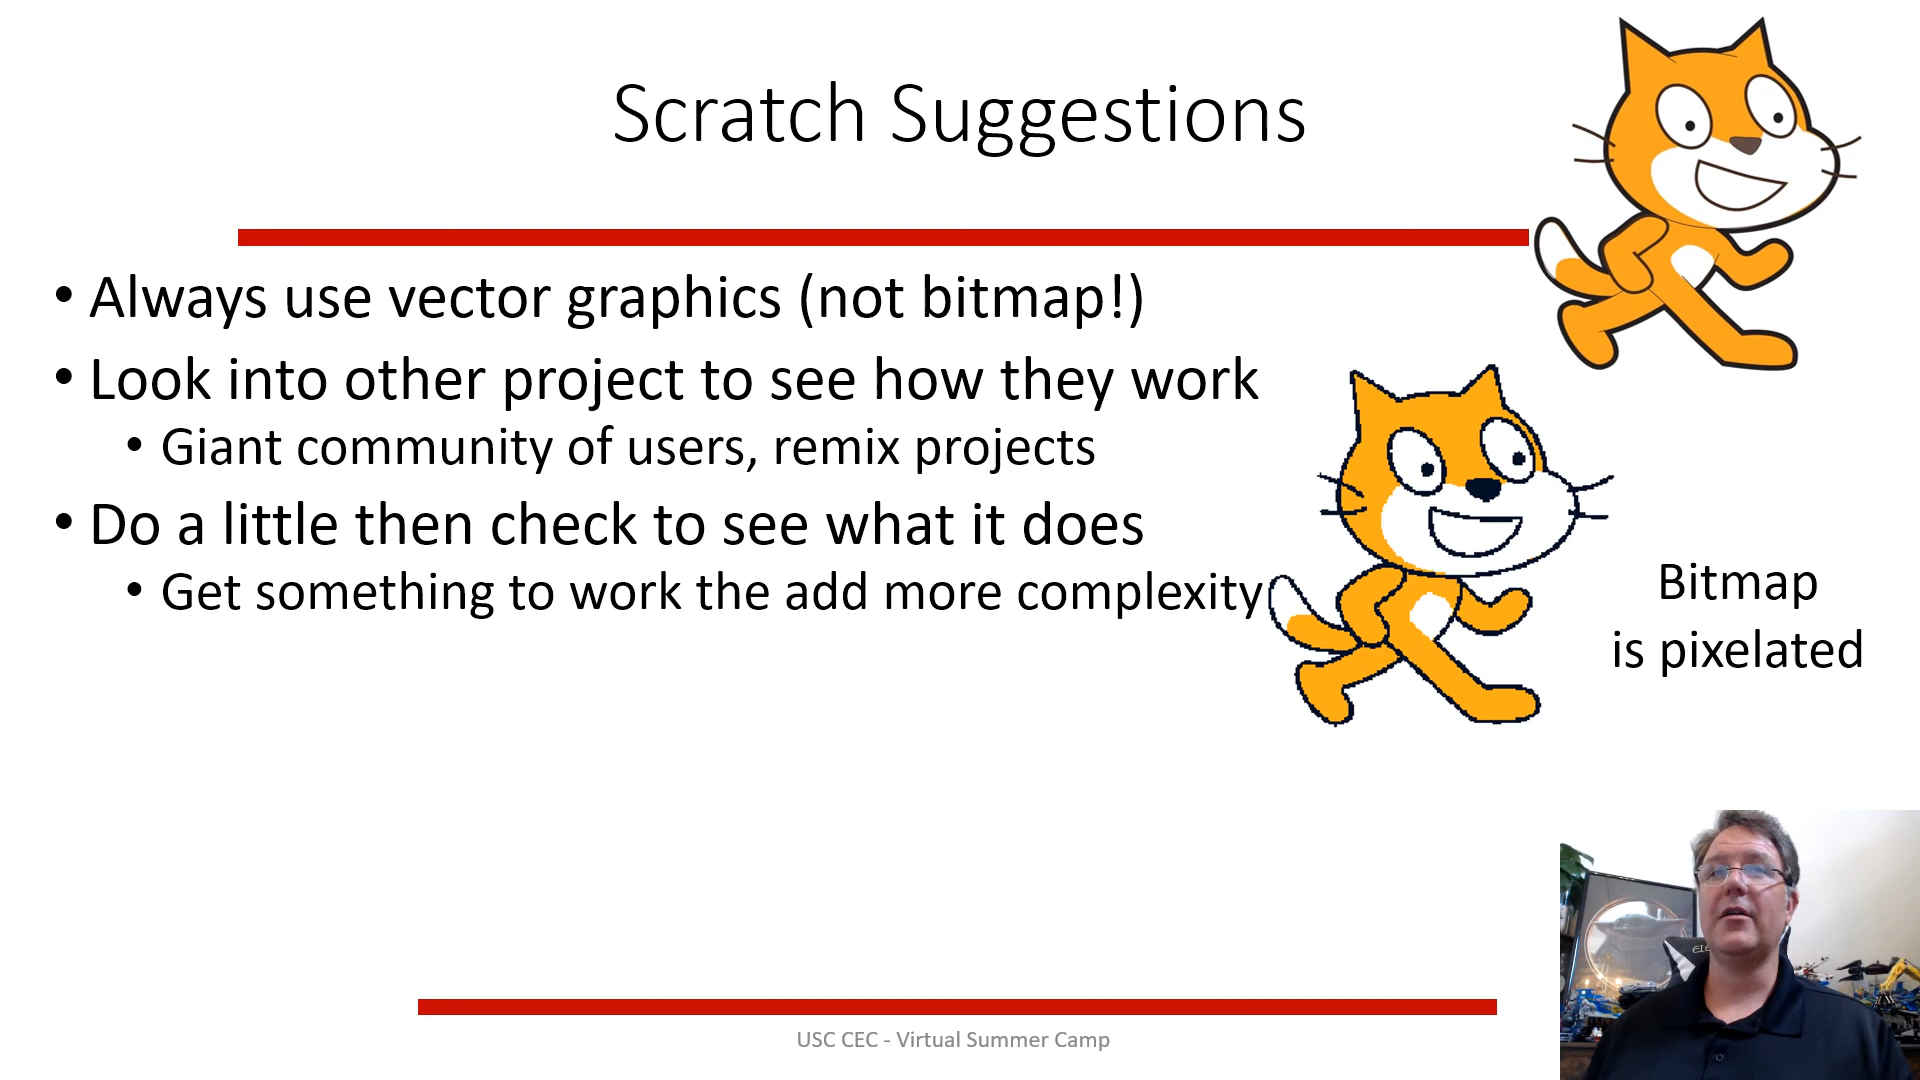 Scratch Suggestions
• Always use vector graphics (not bitmap!)
• Look into other project to see how they work
• Giant community of users, remix projects
• Do a little then check to see what it does
• Get something to work the add more complexity
Bitmap
is pixelated
USC CEC - Virtual Summer Camp